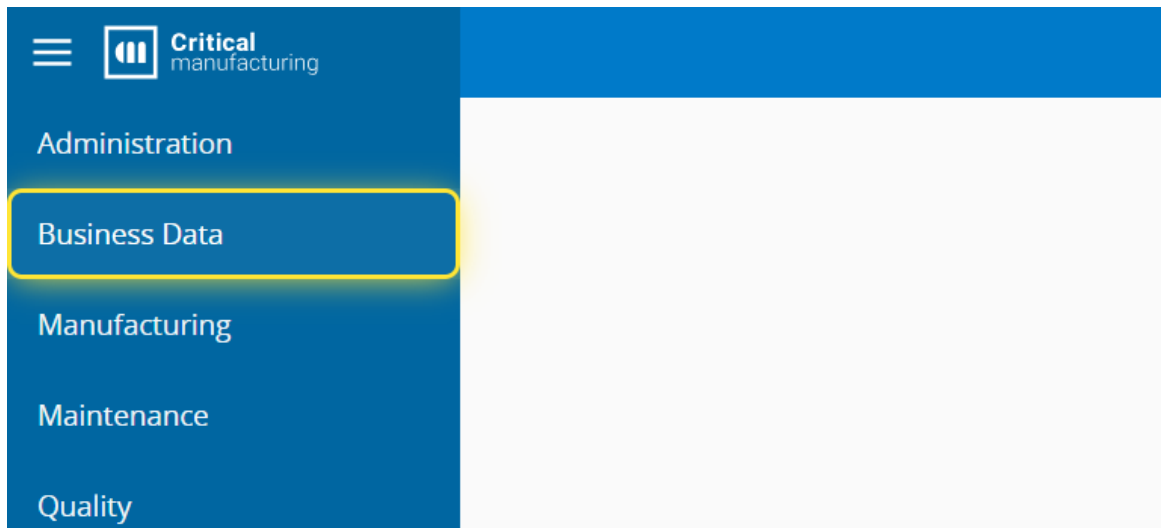 Critical
manufacturing
Administration
Business Data
Manufacturing
Maintenance
Quality